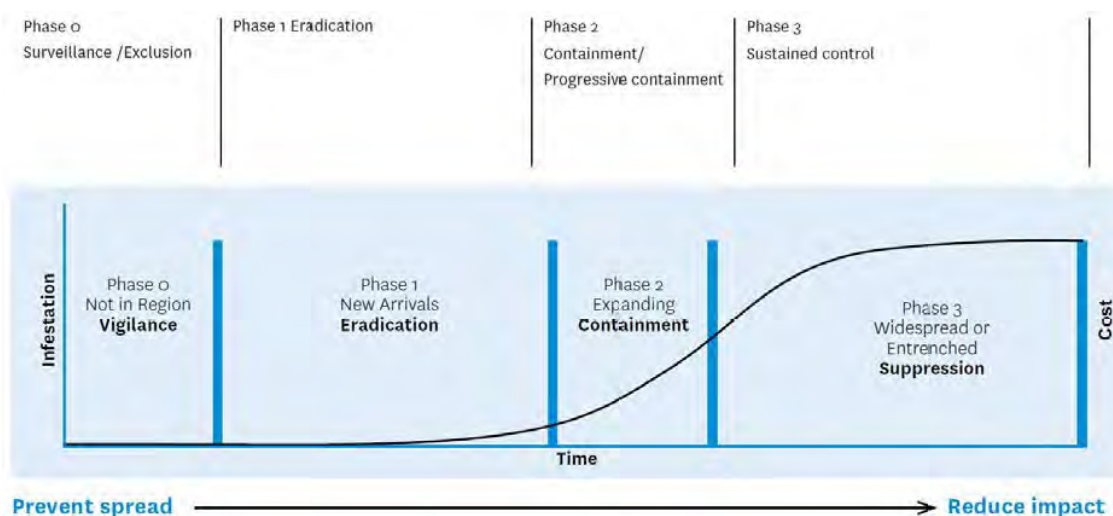 Phase 0
Surveillance /Exclusion
Phase 1 Eradication
Phase 2
Containment/
Progressive containment
Phase 3
Sustained control
Infestation
Phase 0
Not in Region
Vigilance
Phase 1
New Arrivals
Eradication
Phase 2
Expanding
Containment
Phase 3
Widespread or
Entrenched
Suppression
Cost
Time
Prevent spread
Reduce impact